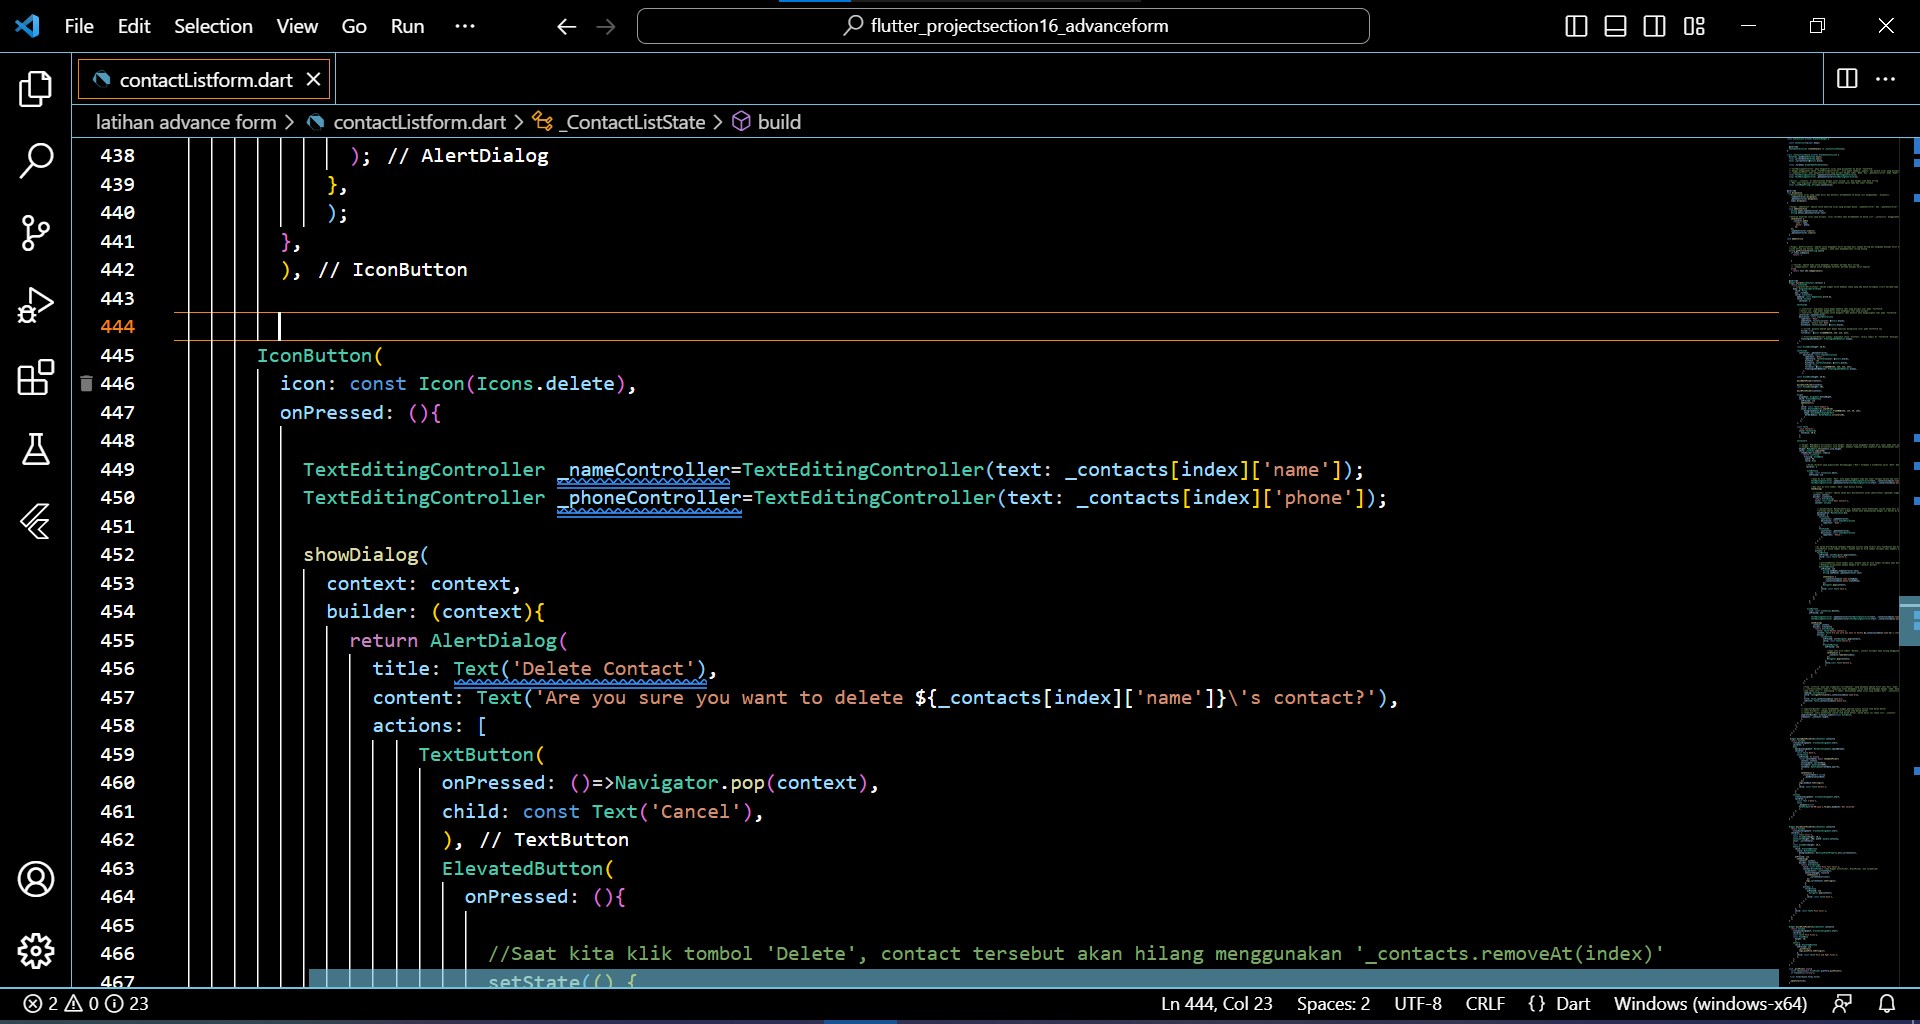 File Edit Selection View Go Run ··· flutter_projectsection16_advanceform
contactListform.dart
latihan advance form > contactListform.dart > _ContactListState > build
438 ); // AlertDialog
439 },
440 );
441 },
442 ), // IconButton
443
444
445 IconButton(
446 icon: const Icon(Icons.delete),
447 onPressed: (){
448
449 TextEditingController _nameController=TextEditingController(text: _contacts[index]['name']);
450 TextEditingController _phoneController=TextEditingController(text: _contacts[index]['phone']);
451
452 showDialog(
453 context: context,
454 builder: (context){
455 return AlertDialog(
456 title: Text('Delete Contact'),
457 content: Text('Are you sure you want to delete ${_contacts[index]['name']}\'s contact?'),
458 actions: [
459 TextButton(
460 onPressed: ()=>Navigator.pop(context),
461 child: const Text('Cancel'),
462 ), // TextButton
463 ElevatedButton(
464 onPressed: (){
465
466 //Saat kita klik tombol 'Delete', contact tersebut akan hilang menggunakan '_contacts.removeAt(index)'
467 setState(() {
2 0 23 Ln 444, Col 23 Spaces: 2 UTF-8 CRLF {} Dart Windows (windows-x64)